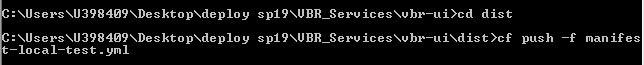 C:\Users\U398409\Desktop\deploy sp19\VBR_Services\vbr-ui>cd dist
C:\Users\U398409\Desktop\deploy sp19\VBR_Services\vbr-ui\dist>cf push -f manifes
t-local-test.yml